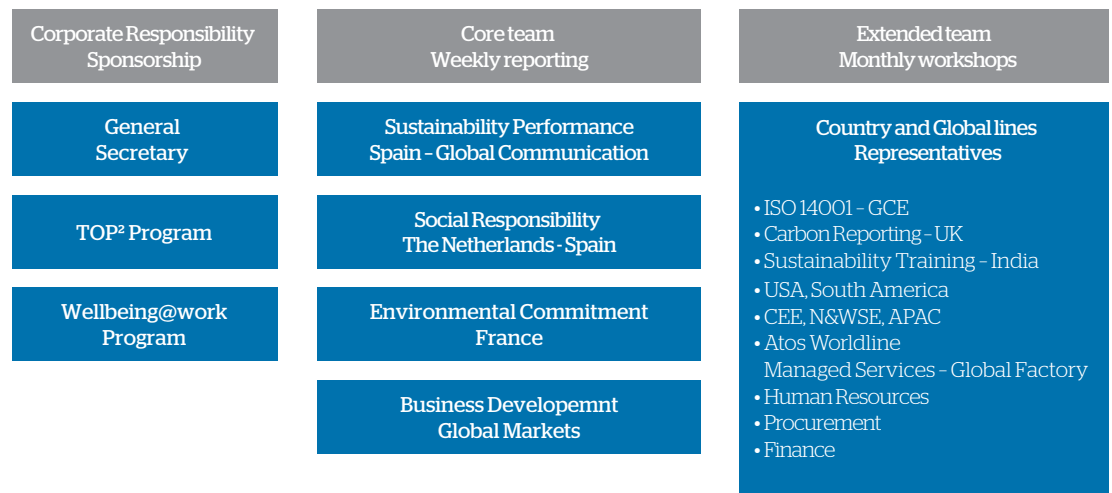 Corporate Responsibility
Sponsorship
General
Secretary
TOP² Program
Wellbeing@work
Program
Core team
Weekly reporting
Sustainability Performance
Spain – Global Communication
Social Responsibility
The Netherlands - Spain
Environmental Commitment
France
Business Developemnt
Global Markets
Extended team
Monthly workshops
Country and Global lines
Representatives
• ISO 14001 – GCE
• Carbon Reporting – UK
• Sustainability Training – India
• USA, South America
• CEE, N&WSE, APAC
• Atos Worldline
Managed Services – Global Factory
• Human Resources
• Procurement
• Finance